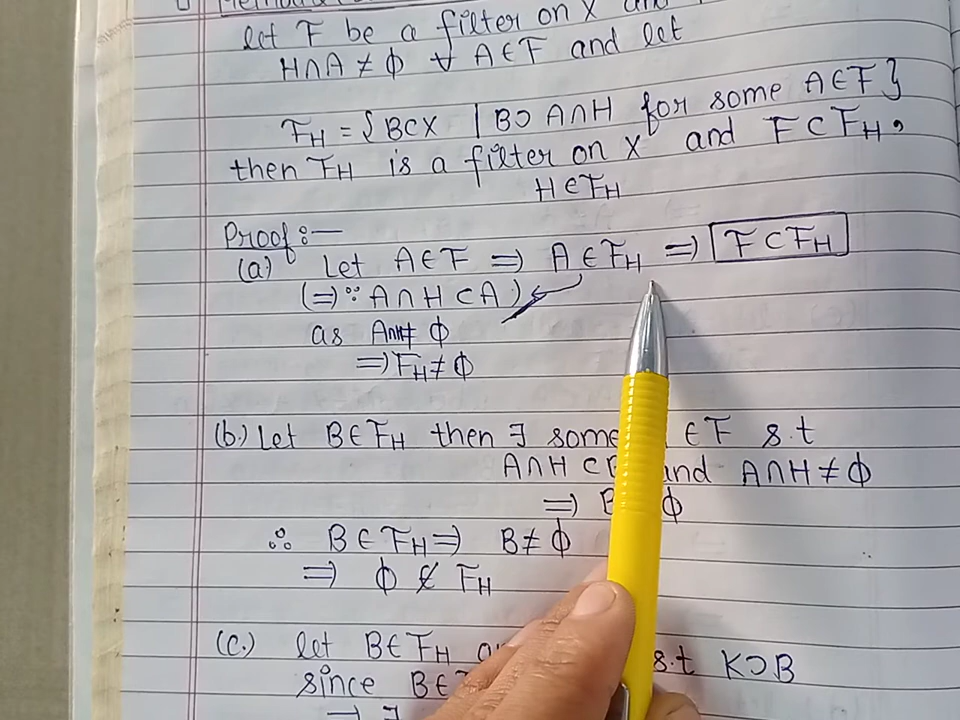 let F be a filter on X and
H∩A ≠ ϕ ∀ A∈F and let
F_H = {B⊂X | B⊃A∩H for some A∈F}
then F_H is a filter on X and F⊂F_H,
H∈F_H
Proof:—
(a) Let A∈F ⇒ A∈F_H ⇒ F⊂F_H
(⇒ ∵ A∩H⊂A)
as A∩H≠ ϕ
⇒ F_H≠ϕ
(b.) Let B∈F_H then ∃ some ∈F s.t
A∩H⊂ and A∩H≠ϕ
⇒ B ϕ
∴ B∈F_H ⇒ B≠ϕ
⇒ ϕ ∉ F_H
(c.) let B∈F_H s.t K⊃B
since B∈
⇒ ∃